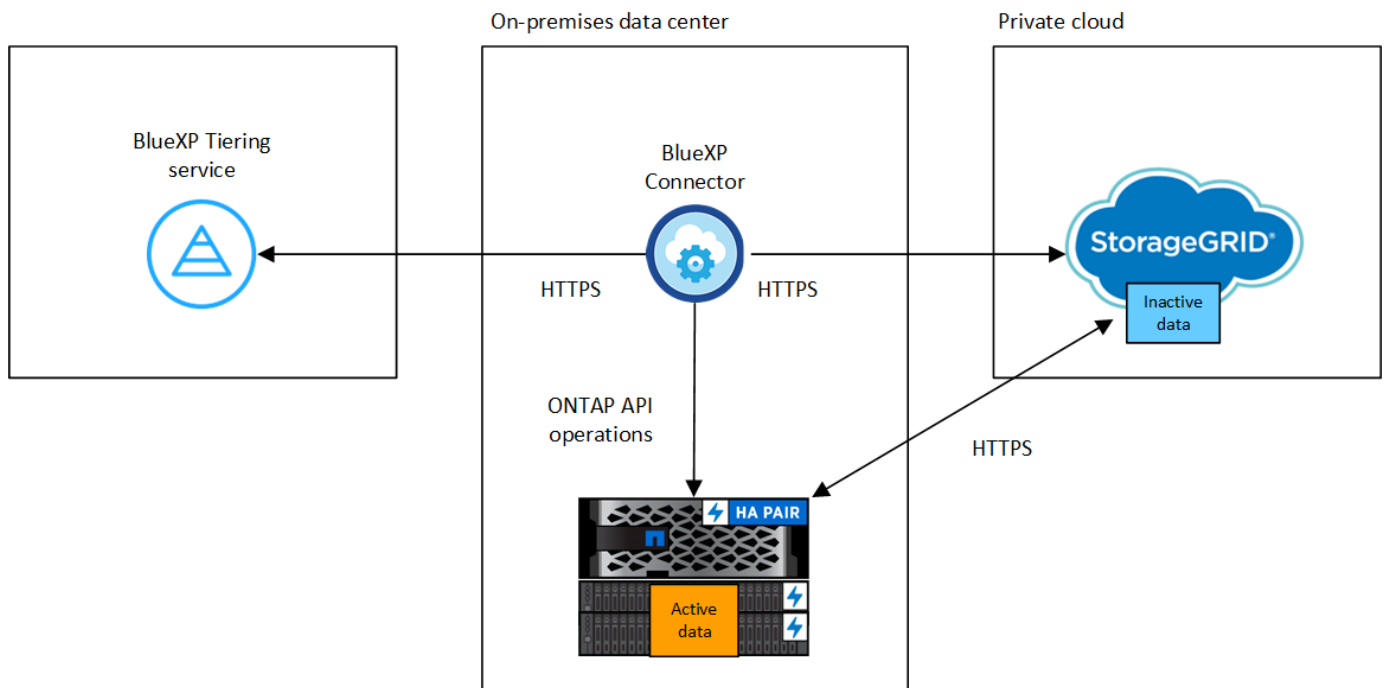 On-premises data center
Private cloud
BlueXP Tiering
service
BlueXP
Connector
StorageGRID®
Inactive
data
HTTPS
HTTPS
ONTAP API
operations
HTTPS
HA PAIR
Active
data